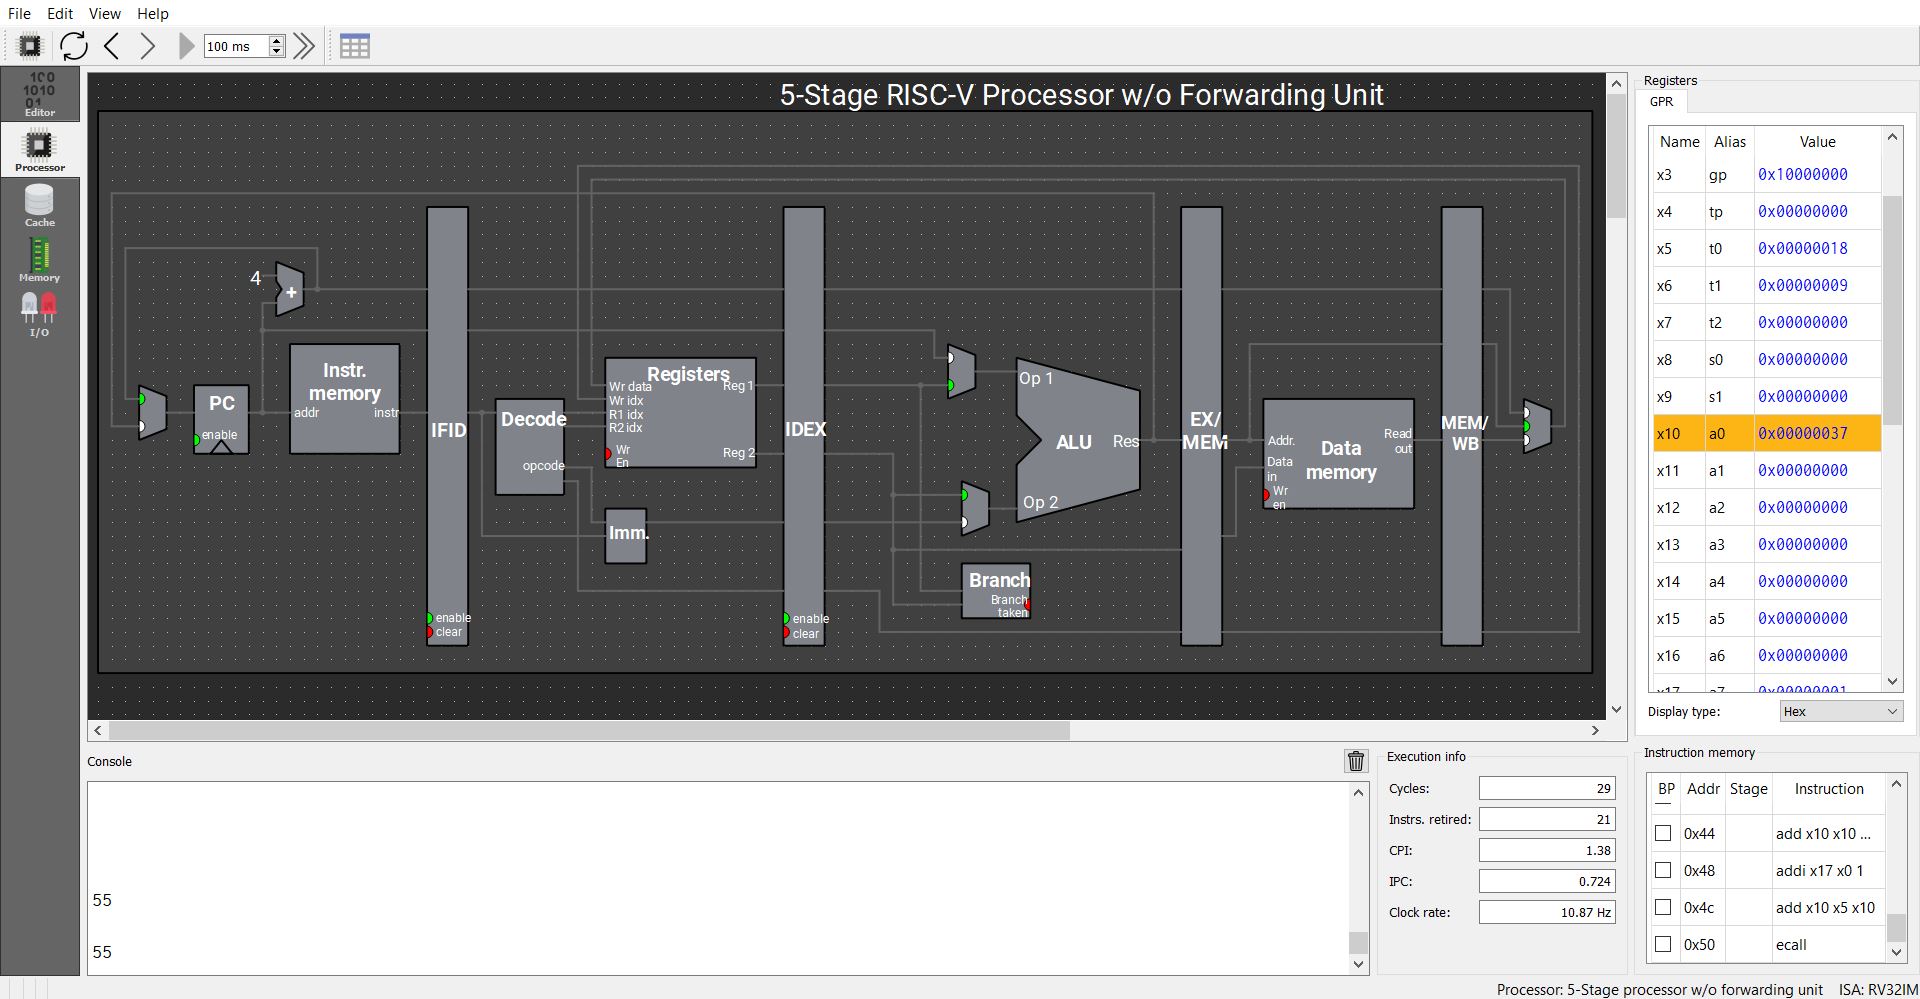 File Edit View Help
100 ms
100
1010
01
Editor
Processor
Cache
Memory
I/O
5-Stage RISC-V Processor w/o Forwarding Unit
4
+
PC
enable
Instr.
memory
addr instr
IFID
enable
clear
Decode
opcode
Registers
Wr data Reg 1
Wr idx
R1 idx
R2 idx
Wr
En
Reg 2
Imm.
IDEX
enable
clear
Op 1
ALU Res
Op 2
Branch
Branch
taken
EX/
MEM
Addr.
Data
in
Wr
en
Data
memory
Read
out
MEM/
WB
Registers
GPR
Name Alias Value
x3 gp 0x10000000
x4 tp 0x00000000
x5 t0 0x00000018
x6 t1 0x00000009
x7 t2 0x00000000
x8 s0 0x00000000
x9 s1 0x00000000
x10 a0 0x00000037
x11 a1 0x00000000
x12 a2 0x00000000
x13 a3 0x00000000
x14 a4 0x00000000
x15 a5 0x00000000
x16 a6 0x00000000
x17 a7 0x00000001
Display type: Hex
Console
55
55
Execution info
Cycles: 29
Instrs. retired: 21
CPI: 1.38
IPC: 0.724
Clock rate: 10.87 Hz
Instruction memory
BP Addr Stage Instruction
0x44 add x10 x10 ...
0x48 addi x17 x0 1
0x4c add x10 x5 x10
0x50 ecall
Processor: 5-Stage processor w/o forwarding unit ISA: RV32IM